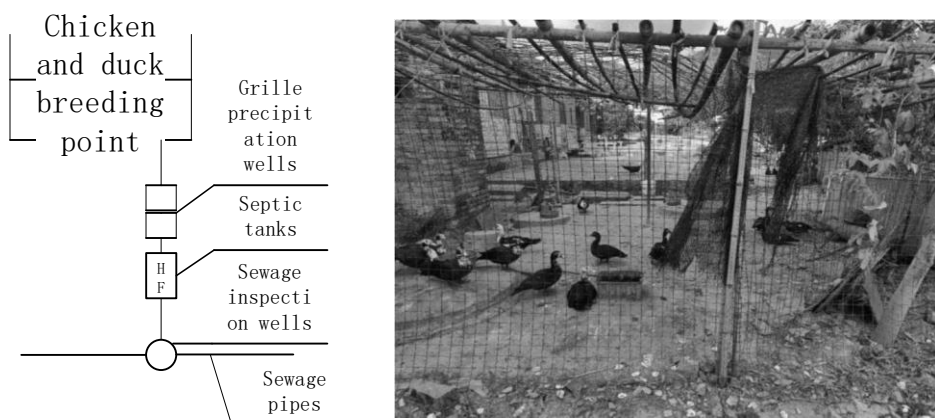 Chicken
and duck
breeding
point
Grille
precipit
ation
wells
Septic
tanks
H
F
Sewage
inspecti
on wells
Sewage
pipes